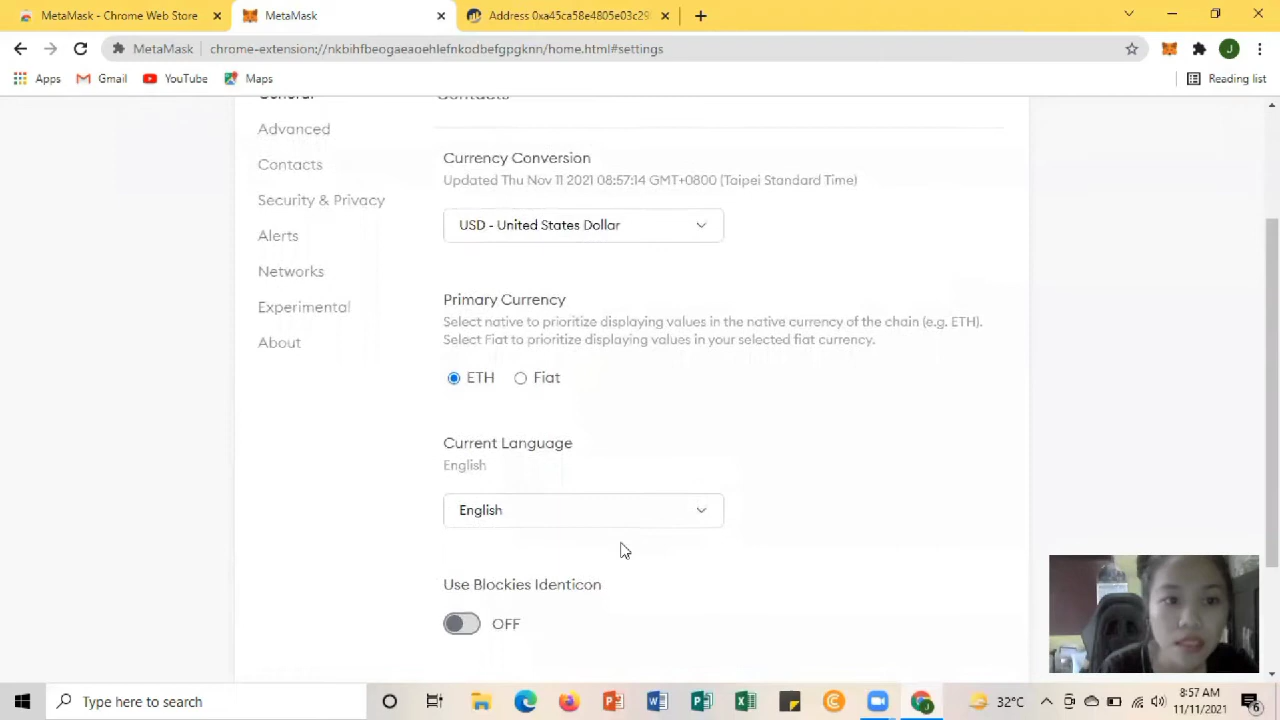 MetaMask - Chrome Web Store
MetaMask
Address 0xa45ca58e4805e03c29
MetaMask
chrome-extension://nkbihfbeogaeaoehlefnkodbefgpgknn/home.html#settings
J
Apps
Gmail
YouTube
Maps
Reading list
General
Contacts
Advanced
Contacts
Security & Privacy
Alerts
Networks
Experimental
About
Currency Conversion
Updated Thu Nov 11 2021 08:57:14 GMT+0800 (Taipei Standard Time)
USD - United States Dollar
Primary Currency
Select native to prioritize displaying values in the native currency of the chain (e.g. ETH).
Select Fiat to prioritize displaying values in your selected fiat currency.
ETH
Fiat
Current Language
English
English
Use Blockies Identicon
OFF
Type here to search
32°C
8:57 AM
11/11/2021
6